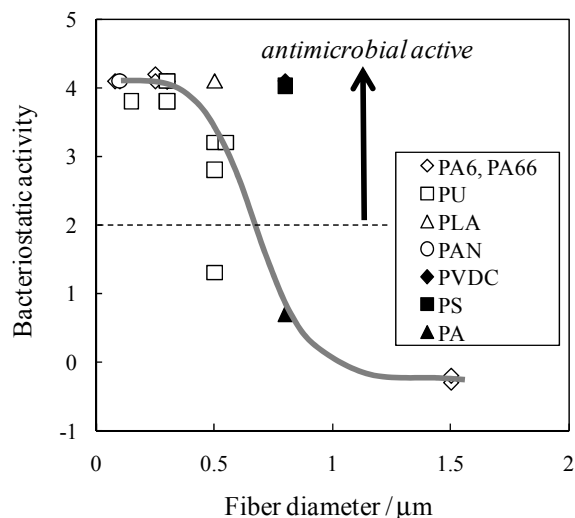 5
4
3
2
1
0
-1
0
0.5
1
1.5
2
Bacteriostatic activity
Fiber diameter /μm
antimicrobial active
PA6, PA66
PU
PLA
PAN
PVDC
PS
PA